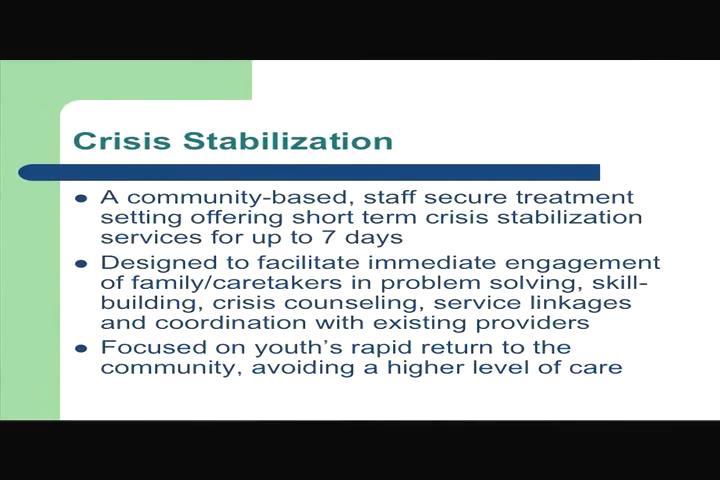 Crisis Stabilization
● A community-based, staff secure treatment
setting offering short term crisis stabilization
services for up to 7 days
● Designed to facilitate immediate engagement
of family/caretakers in problem solving, skill-
building, crisis counseling, service linkages
and coordination with existing providers
● Focused on youth's rapid return to the
community, avoiding a higher level of care